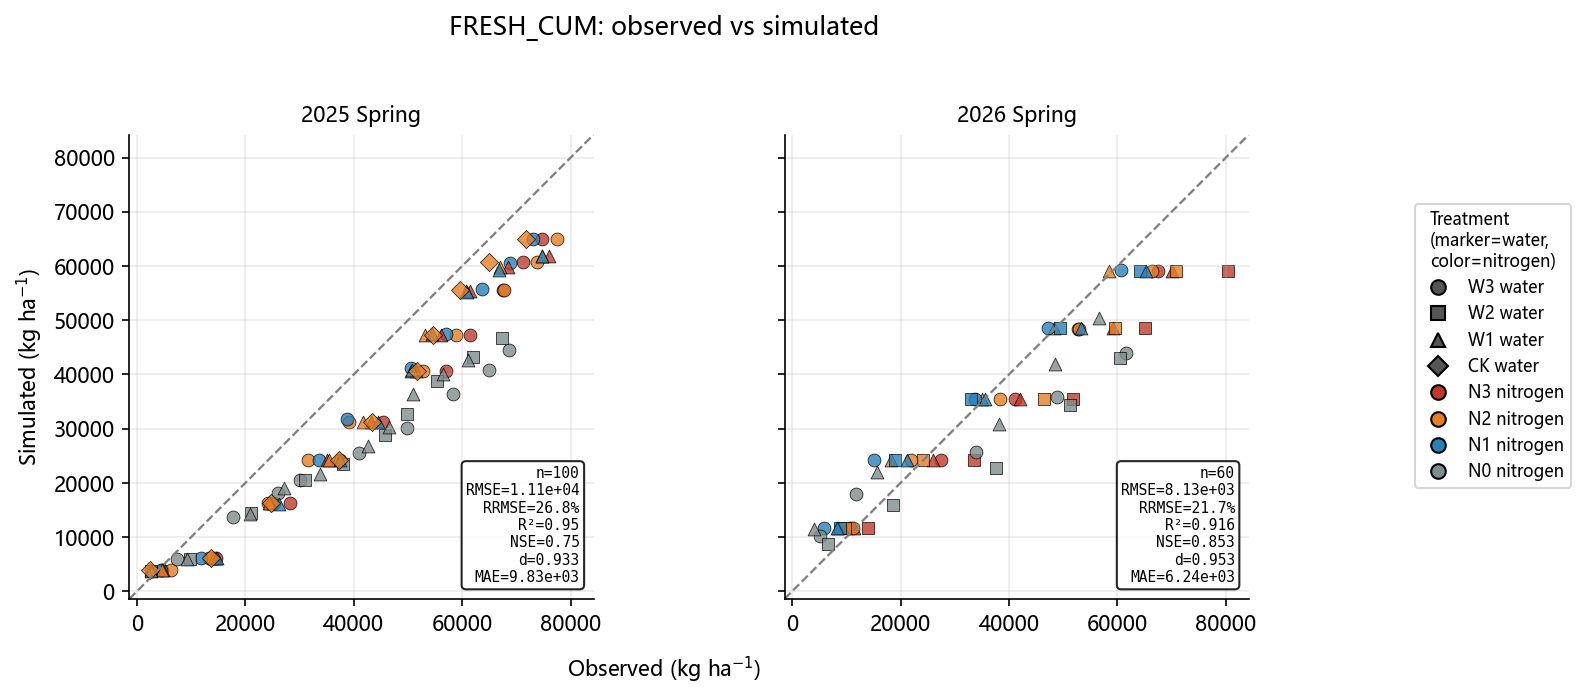 FRESH_CUM: observed vs simulated
2025 Spring
80000
70000
60000
50000
40000
30000
20000
10000
0
Simulated (kg ha⁻¹)
0 20000 40000 60000 80000
n=100
RMSE=1.11e+04
RRMSE=26.8%
R²=0.95
NSE=0.75
d=0.933
MAE=9.83e+03
2026 Spring
n=60
RMSE=8.13e+03
RRMSE=21.7%
R²=0.916
NSE=0.853
d=0.953
MAE=6.24e+03
0 20000 40000 60000 80000
Observed (kg ha⁻¹)
Treatment
(marker=water,
color=nitrogen)
W3 water
W2 water
W1 water
CK water
N3 nitrogen
N2 nitrogen
N1 nitrogen
N0 nitrogen